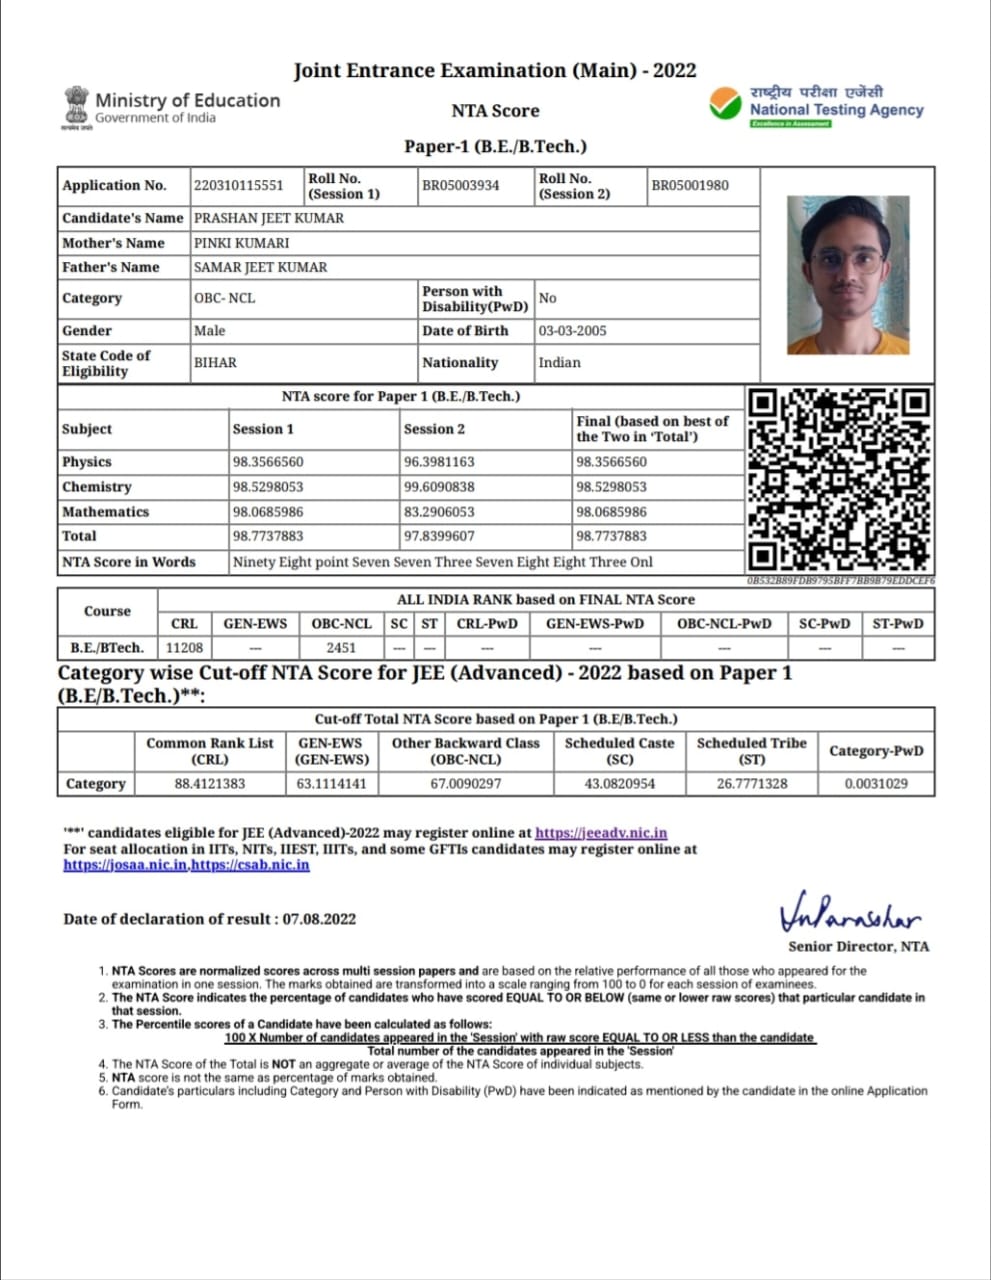 Joint Entrance Examination (Main) - 2022
Ministry of Education
Government of India
सत्यमेव जयते
NTA Score
राष्ट्रीय परीक्षा एजेंसी
National Testing Agency
Excellence in Assessment
Paper-1 (B.E./B.Tech.)
Application No. 220310115551 Roll No. (Session 1) BR05003934 Roll No. (Session 2) BR05001980
Candidate's Name PRASHAN JEET KUMAR
Mother's Name PINKI KUMARI
Father's Name SAMAR JEET KUMAR
Category OBC- NCL Person with Disability(PwD) No
Gender Male Date of Birth 03-03-2005
State Code of Eligibility BIHAR Nationality Indian
NTA score for Paper 1 (B.E./B.Tech.)
Subject Session 1 Session 2 Final (based on best of the Two in ‘Total’)
Physics 98.3566560 96.3981163 98.3566560
Chemistry 98.5298053 99.6090838 98.5298053
Mathematics 98.0685986 83.2906053 98.0685986
Total 98.7737883 97.8399607 98.7737883
NTA Score in Words Ninety Eight point Seven Seven Three Seven Eight Eight Three Onl
0B532B89FDB9795BFF7BB9B79EDDCEF6
Course ALL INDIA RANK based on FINAL NTA Score
CRL GEN-EWS OBC-NCL SC ST CRL-PwD GEN-EWS-PwD OBC-NCL-PwD SC-PwD ST-PwD
B.E./BTech. 11208 --- 2451 --- --- --- --- --- --- ---
Category wise Cut-off NTA Score for JEE (Advanced) - 2022 based on Paper 1
(B.E/B.Tech.)**:
Cut-off Total NTA Score based on Paper 1 (B.E/B.Tech.)
Common Rank List (CRL) GEN-EWS (GEN-EWS) Other Backward Class (OBC-NCL) Scheduled Caste (SC) Scheduled Tribe (ST) Category-PwD
Category 88.4121383 63.1114141 67.0090297 43.0820954 26.7771328 0.0031029
'**' candidates eligible for JEE (Advanced)-2022 may register online at https://jeeadv.nic.in
For seat allocation in IITs, NITs, IIEST, IIITs, and some GFTIs candidates may register online at
https://josaa.nic.in,https://csab.nic.in
Date of declaration of result : 07.08.2022
Senior Director, NTA
1. NTA Scores are normalized scores across multi session papers and are based on the relative performance of all those who appeared for the
examination in one session. The marks obtained are transformed into a scale ranging from 100 to 0 for each session of examinees.
2. The NTA Score indicates the percentage of candidates who have scored EQUAL TO OR BELOW (same or lower raw scores) that particular candidate in
that session.
3. The Percentile scores of a Candidate have been calculated as follows:
100 X Number of candidates appeared in the 'Session' with raw score EQUAL TO OR LESS than the candidate
Total number of the candidates appeared in the 'Session'
4. The NTA Score of the Total is NOT an aggregate or average of the NTA Score of individual subjects.
5. NTA score is not the same as percentage of marks obtained.
6. Candidate's particulars including Category and Person with Disability (PwD) have been indicated as mentioned by the candidate in the online Application
Form.